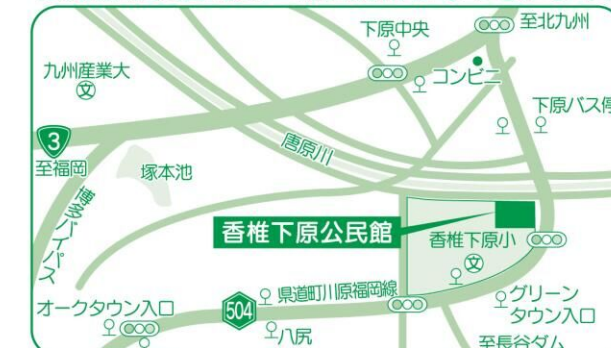 下原中央
至北九州
九州産業大
文
コンビニ
下原バス停
3
至福岡
塚本池
唐原川
博多バイパス
香椎下原公民館
香椎下原小
文
オークタウン入口
504
県道町川原福岡線
八尻
グリーン
タウン入口
至長谷ダム